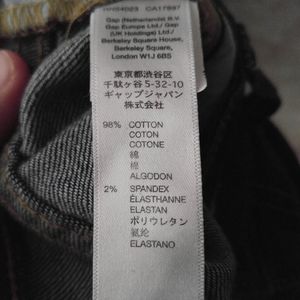 CA17897
Gap (Netherlands) B.V.
Gap Europe Ltd./ Gap
(UK Holdings) Ltd./
Berkeley Square House,
Berkeley Square,
London W1J 6BS
東京都渋谷区
千駄ヶ谷 5-32-10
ギャップジャパン
株式会社
98% COTTON
COTON
COTONE
綿
棉
ALGODON
2% SPANDEX
ÉLASTHANNE
ELASTAN
ポリウレタン
氨纶
ELASTANO